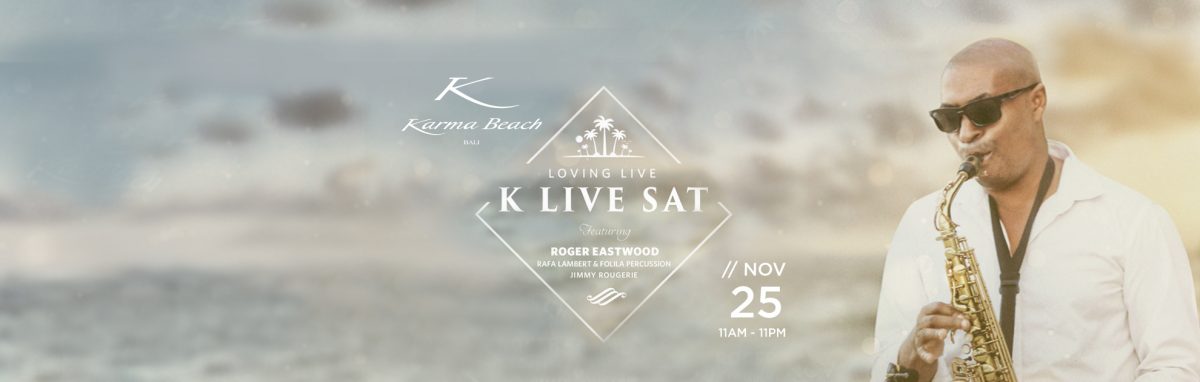 K
Karma Beach
BALI
LOVING LIVE
K LIVE SAT
Featuring
ROGER EASTWOOD
RAFA LAMBERT & FOLILA PERCUSSION
JIMMY ROUGERIE
// NOV
25
11AM - 11PM